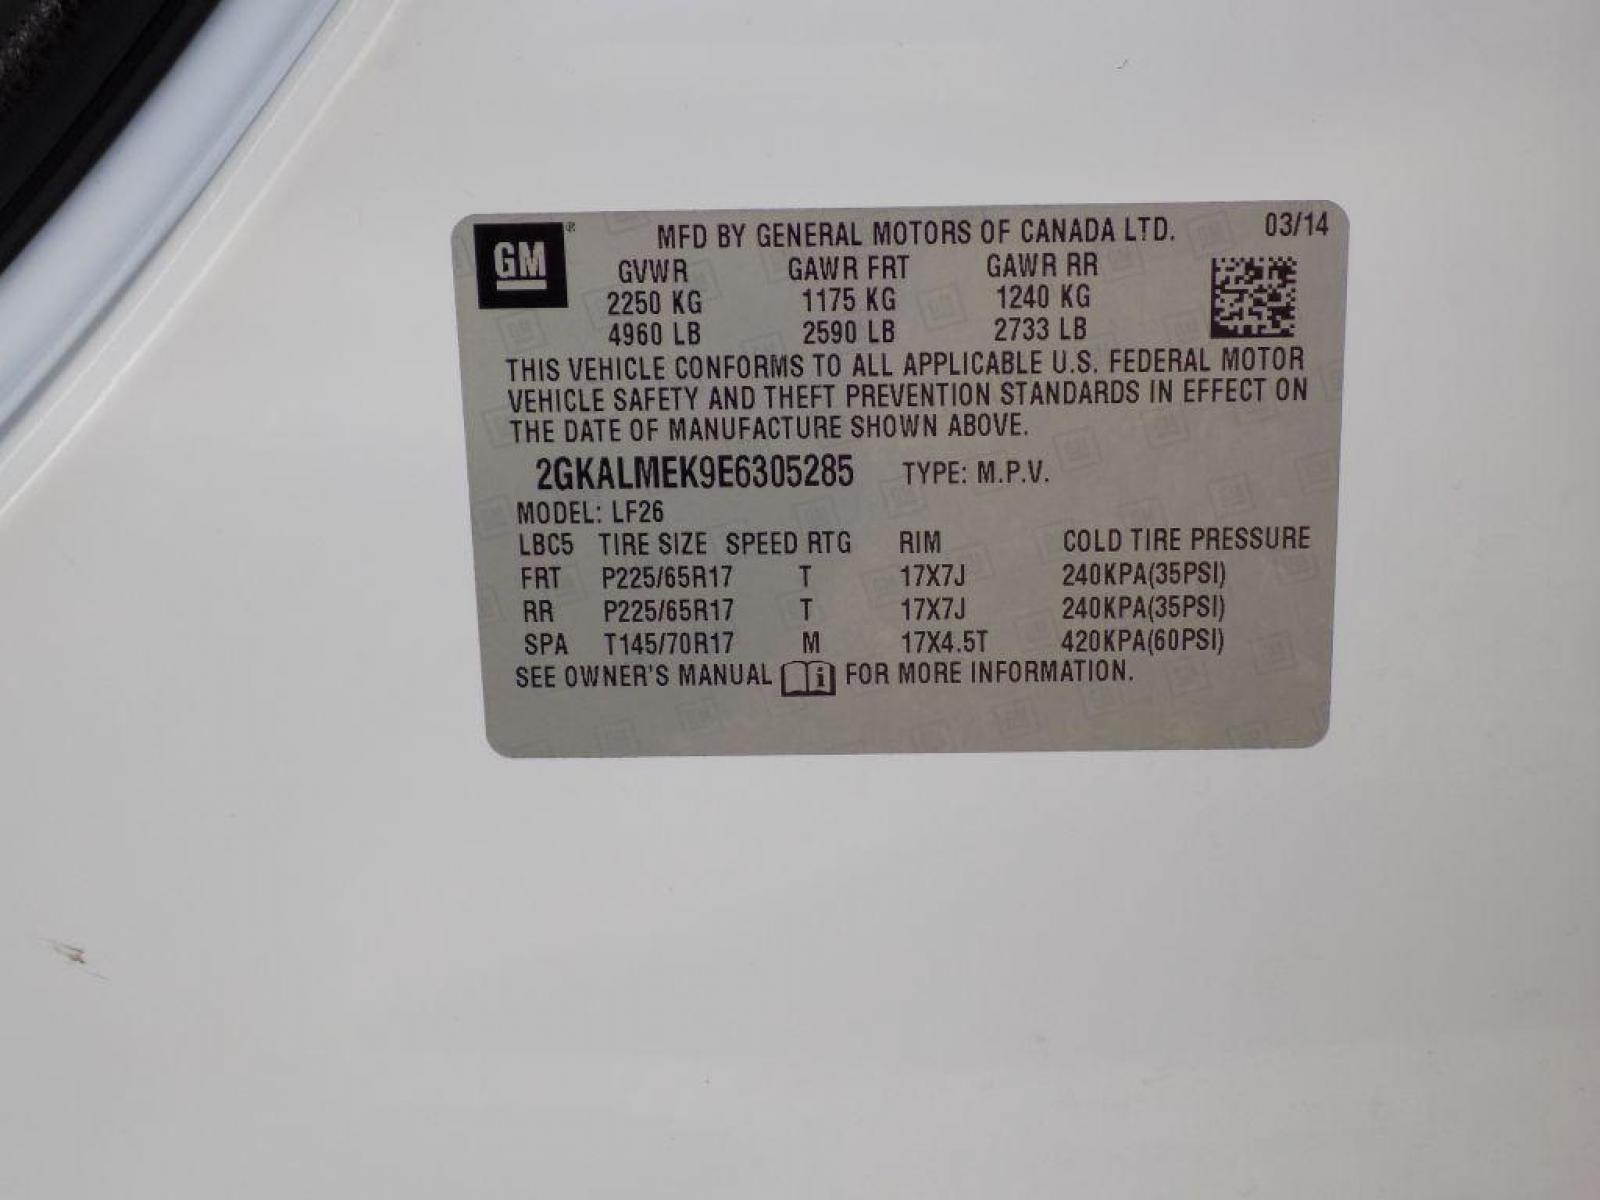 GM ® MFD BY GENERAL MOTORS OF CANADA LTD. 03/14
GVWR GAWR FRT GAWR RR
2250 KG 1175 KG 1240 KG
4960 LB 2590 LB 2733 LB
THIS VEHICLE CONFORMS TO ALL APPLICABLE U.S. FEDERAL MOTOR
VEHICLE SAFETY AND THEFT PREVENTION STANDARDS IN EFFECT ON
THE DATE OF MANUFACTURE SHOWN ABOVE.
2GKALMEK9E6305285 TYPE: M.P.V.
MODEL: LF26
LBC5 TIRE SIZE SPEED RTG RIM COLD TIRE PRESSURE
FRT P225/65R17 T 17X7J 240KPA(35PSI)
RR P225/65R17 T 17X7J 240KPA(35PSI)
SPA T145/70R17 M 17X4.5T 420KPA(60PSI)
SEE OWNER'S MANUAL i FOR MORE INFORMATION.